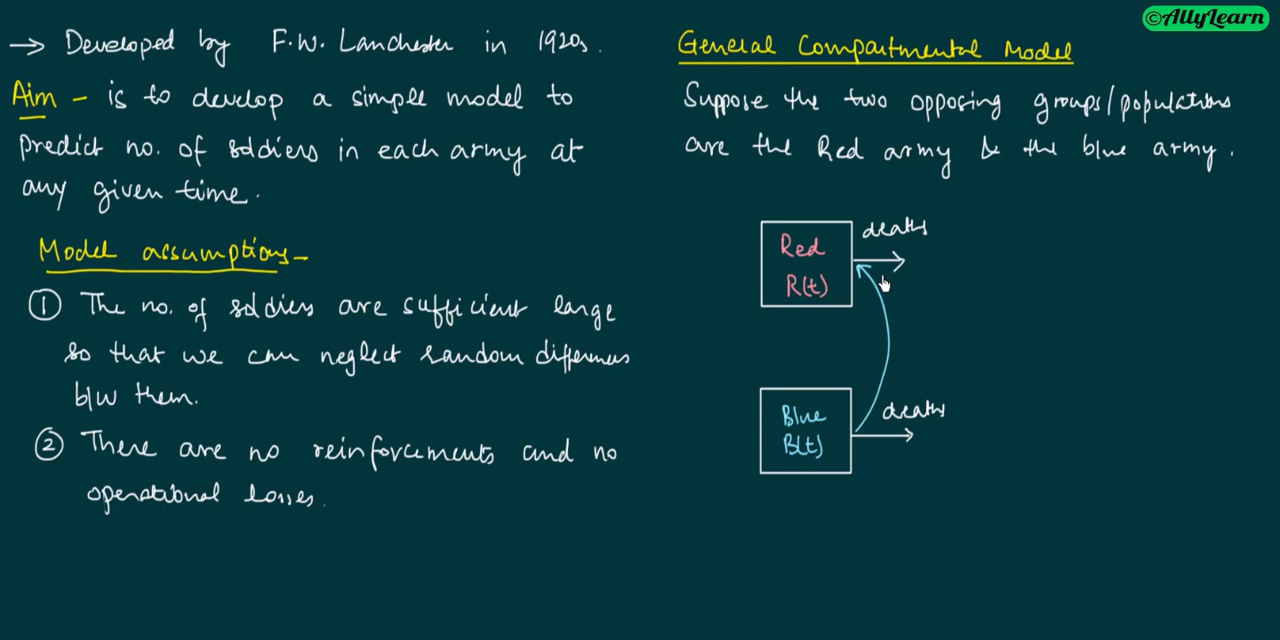 → Developed by F.W. Lanchester in 1920s.
Aim - is to develop a simple model to
predict no. of soldiers in each army at
any given time.
Model assumptions -
① The no. of soldiers are sufficient large
so that we can neglect random differences
b/w them.
② There are no reinforcements and no
operational losses.
©AllyLearn
General Compartmental Model
Suppose the two opposing groups/populations
are the Red army & the blue army.
Red
R(t)
deaths
Blue
B(t)
deaths